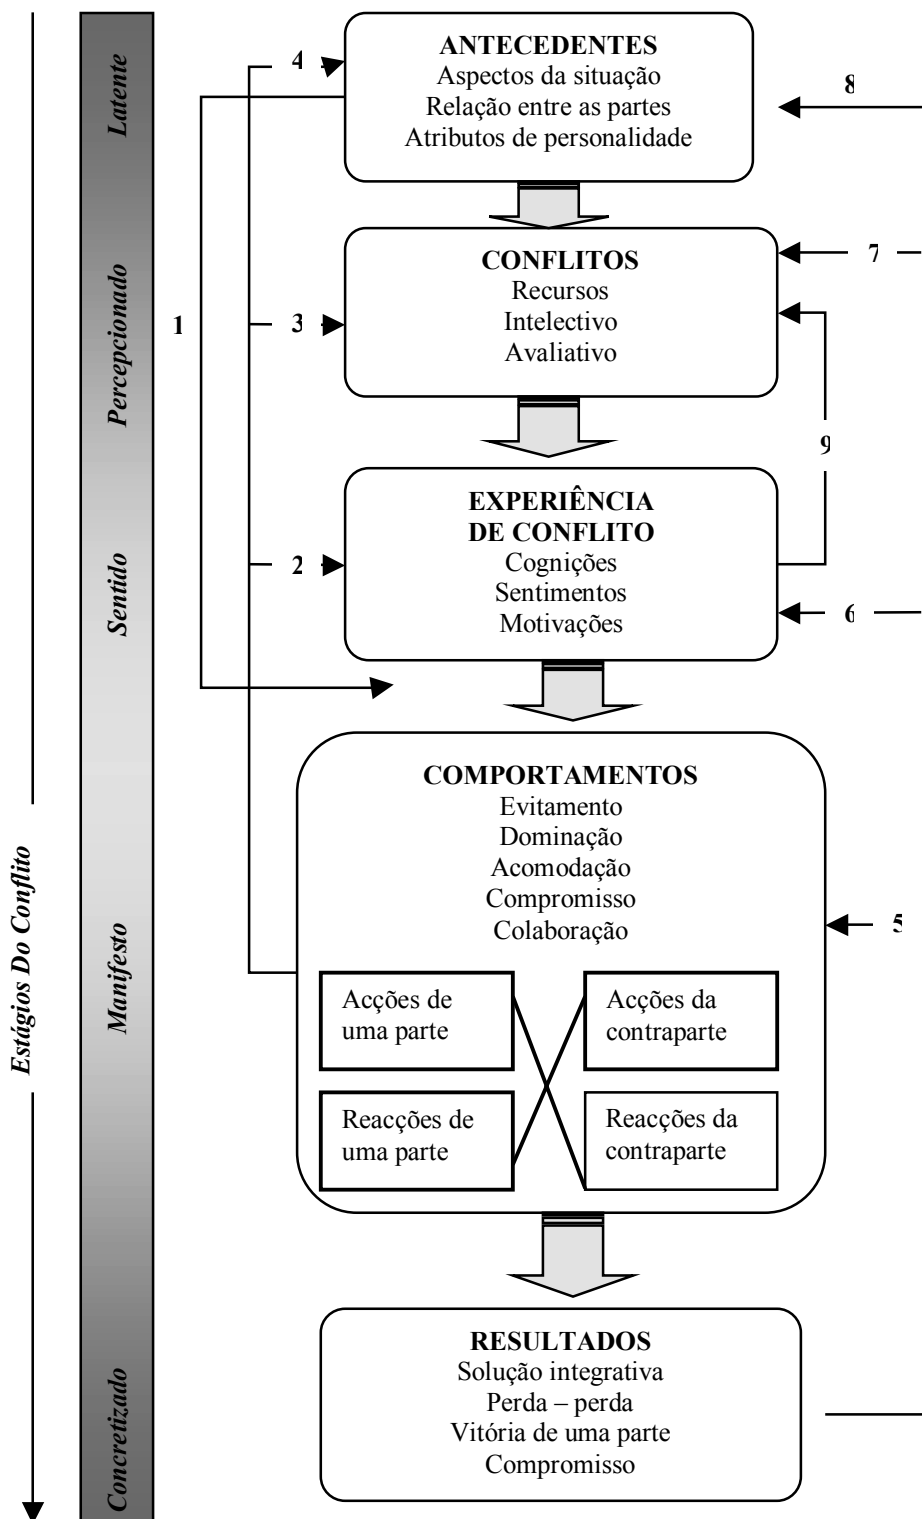 Estágios Do Conflito
Latente
Percepcionado
Sentido
Manifesto
Concretizado
ANTECEDENTES
Aspectos da situação
Relação entre as partes
Atributos de personalidade
4
8
CONFLITOS
Recursos
Intelectivo
Avaliativo
7
1
3
9
EXPERIÊNCIA
DE CONFLITO
Cognições
Sentimentos
Motivações
2
6
COMPORTAMENTOS
Evitamento
Dominação
Acomodação
Compromisso
Colaboração
5
Acções de
uma parte
Acções da
contraparte
Reacções de
uma parte
Reacções da
contraparte
RESULTADOS
Solução integrativa
Perda – perda
Vitória de uma parte
Compromisso